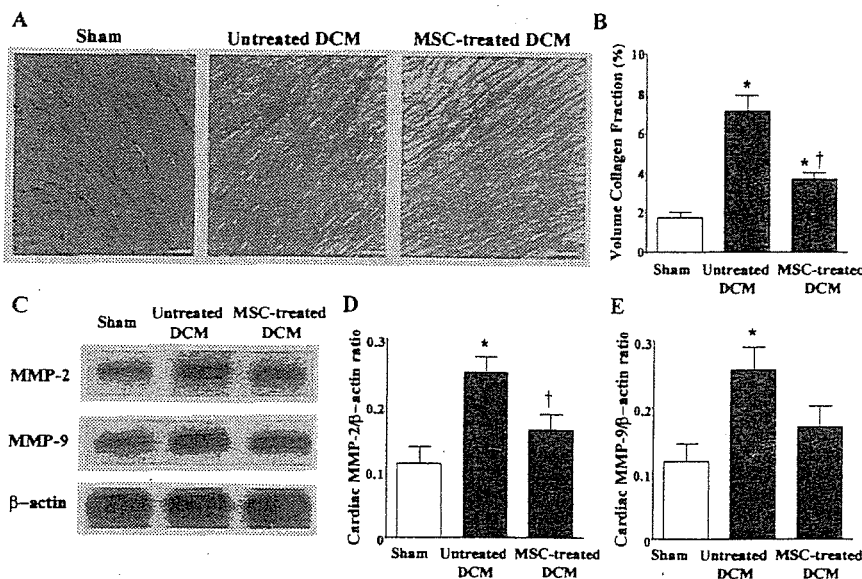 A
Sham
Untreated DCM
MSC-treated DCM
B
Volume Collagen Fraction (%)
10
8
6
4
2
0
*
* †
Sham
Untreated
DCM
MSC-treated DCM
C
Sham
Untreated
DCM
MSC-treated
DCM
MMP-2
MMP-9
β-actin
D
Cardiac MMP-2/β-actin ratio
0.3
0.2
0.1
0
*
†
Sham
Untreated
DCM
MSC-treated
DCM
E
Cardiac MMP-9/β-actin ratio
0.3
0.2
0.1
0
*
Sham
Untreated
DCM
MSC-treated
DCM